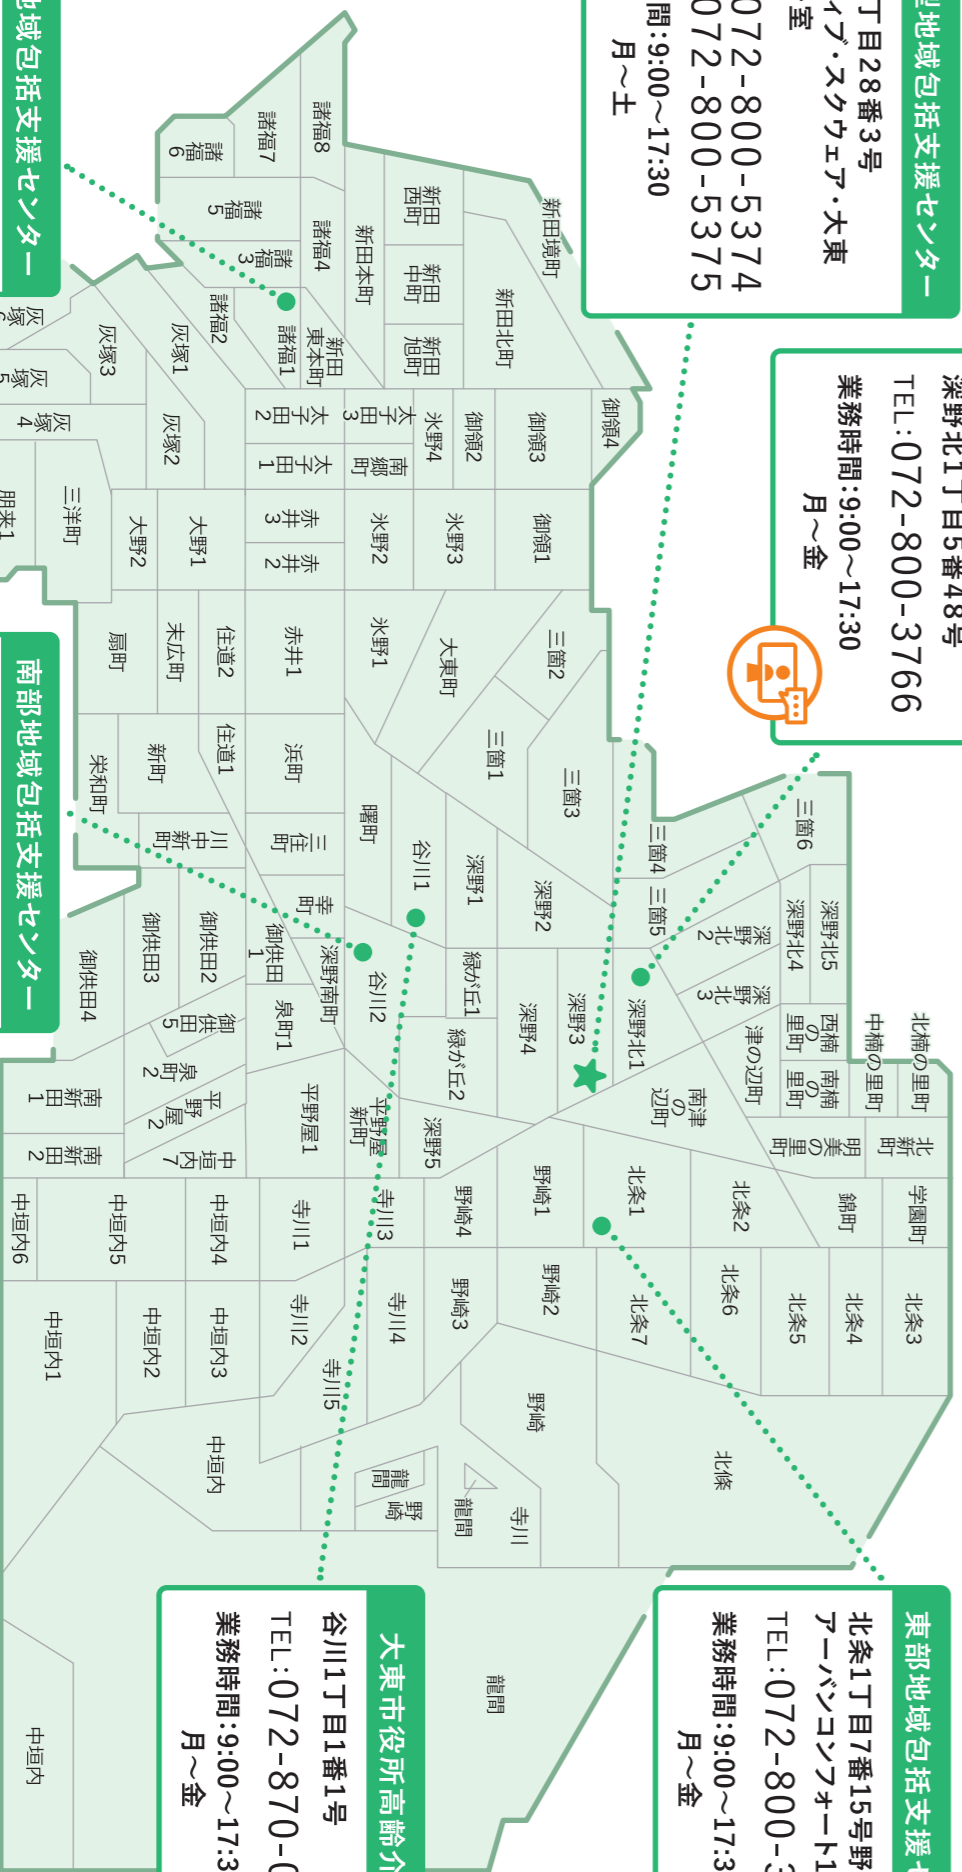 型地域包括支援センター
丁目28番3号
ィブ・スクウェア・大東
室
072-800-5374
072-800-5375
間:9:00～17:30
月～土
深野北1丁目5番48号
TEL:072-800-3766
業務時間:9:00～17:30
月～金
地域包括支援センター
南部地域包括支援センター
東部地域包括支援セ
北条1丁目7番15号野
アーバンコンフォート1
TEL:072-800-3
業務時間:9:00～17:3
月～金
大東市役所高齢介
谷川1丁目1番1号
TEL:072-870-0
業務時間:9:00～17:3
月～金
諸福8
諸福7
諸福6
諸福5
諸福4
諸福3
諸福2
諸福1
新田境町
新田西町
新田中町
新田旭町
新田本町
新田北町
新田東本町
灰塚6
灰塚5
灰塚4
灰塚3
灰塚1
灰塚2
太子田2
太子田3
太子田1
南郷町
氷野4
御領2
御領3
御領4
御領1
氷野3
氷野2
赤井3
赤井2
大野1
大野2
三洋町
朋来1
扇町
末広町
住道2
赤井1
氷野1
大東町
三箇2
三箇1
三箇3
三箇4
三箇5
三箇6
住道1
浜町
新町
栄和町
川中新町
三住町
曙町
谷川1
深野1
深野2
幸町
御供田1
御供田2
御供田3
御供田4
御供田5
深野南町
谷川2
緑が丘1
緑が丘2
深野4
深野3
深野北1
深野北2
深野北3
深野北4
深野北5
泉町1
泉町2
平野屋1
平野屋2
平野屋新町
深野5
南津の辺町
津の辺町
西楠の里町
南楠の里町
中楠の里町
北楠の里町
明美の里町
北新町
南新田1
南新田2
中垣内7
中垣内6
中垣内5
中垣内4
寺川1
寺川3
野崎4
野崎1
北条1
北条2
錦町
学園町
中垣内1
中垣内2
中垣内3
寺川2
寺川5
寺川4
野崎3
野崎2
北条7
北条6
北条5
北条4
北条3
中垣内
龍間
野崎
龍間
寺川
野崎
北條
龍間
中垣内